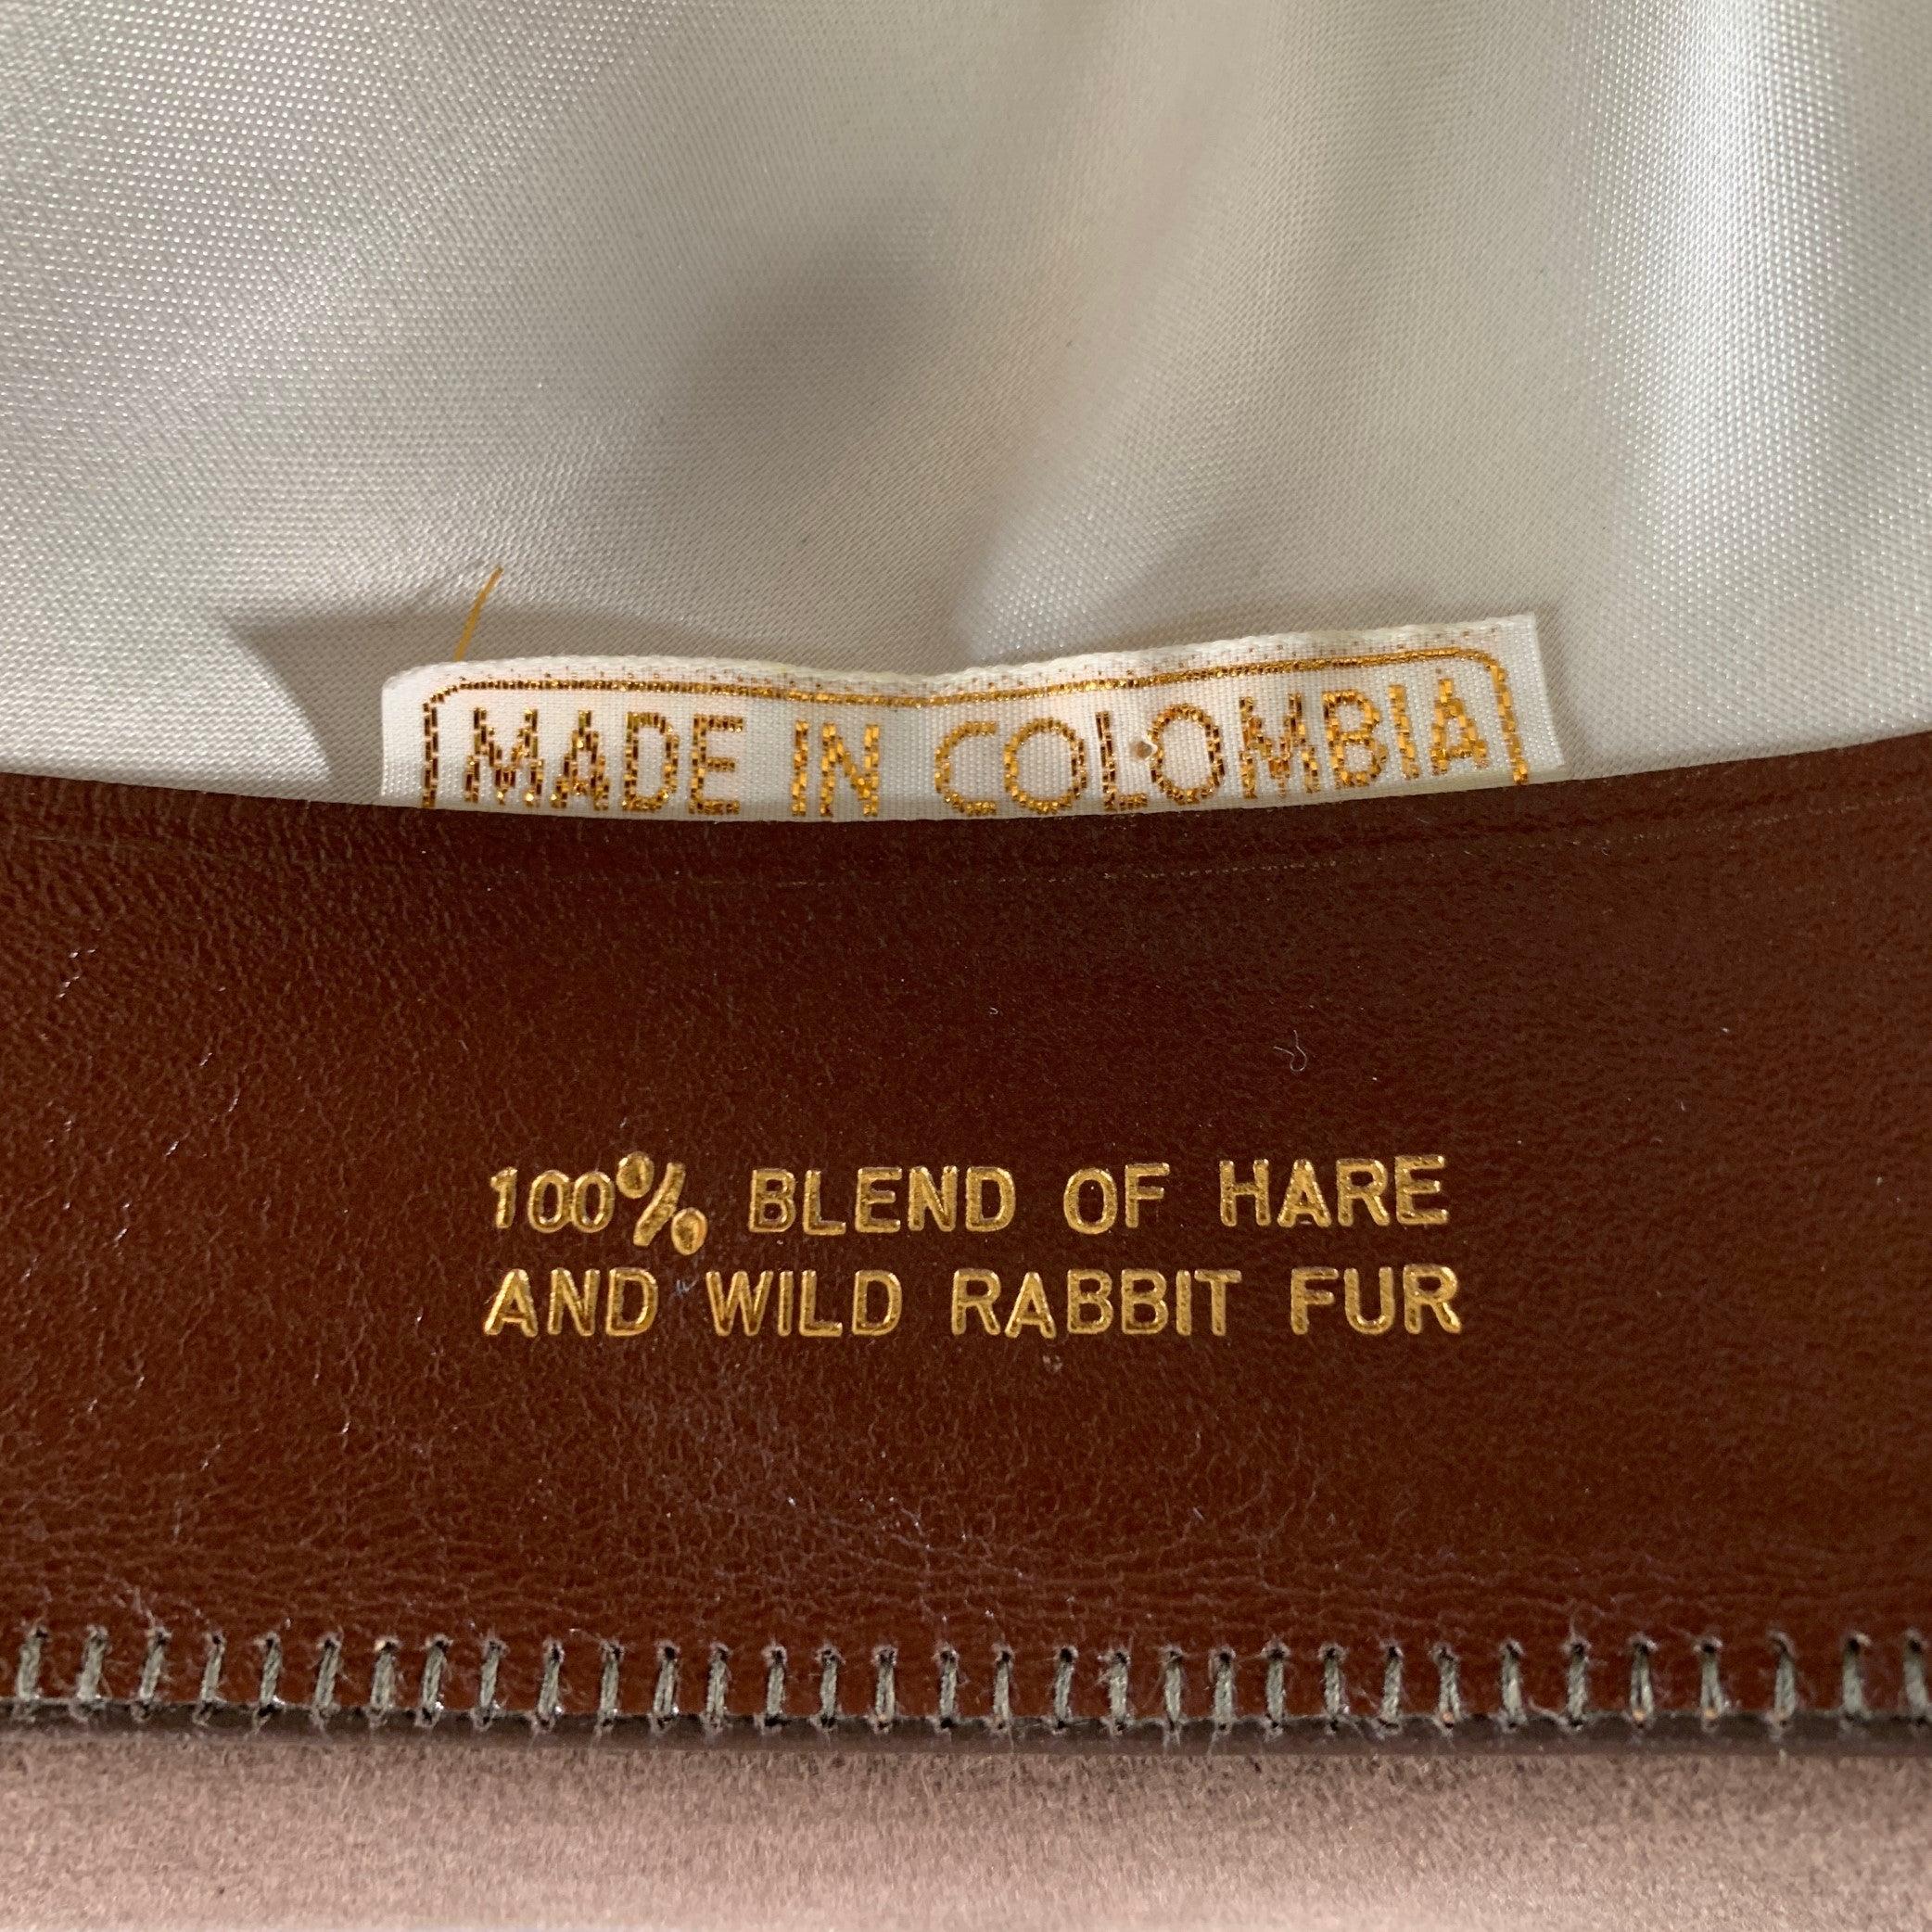 MADE IN COLOMBIA
100% BLEND OF HARE
AND WILD RABBIT FUR